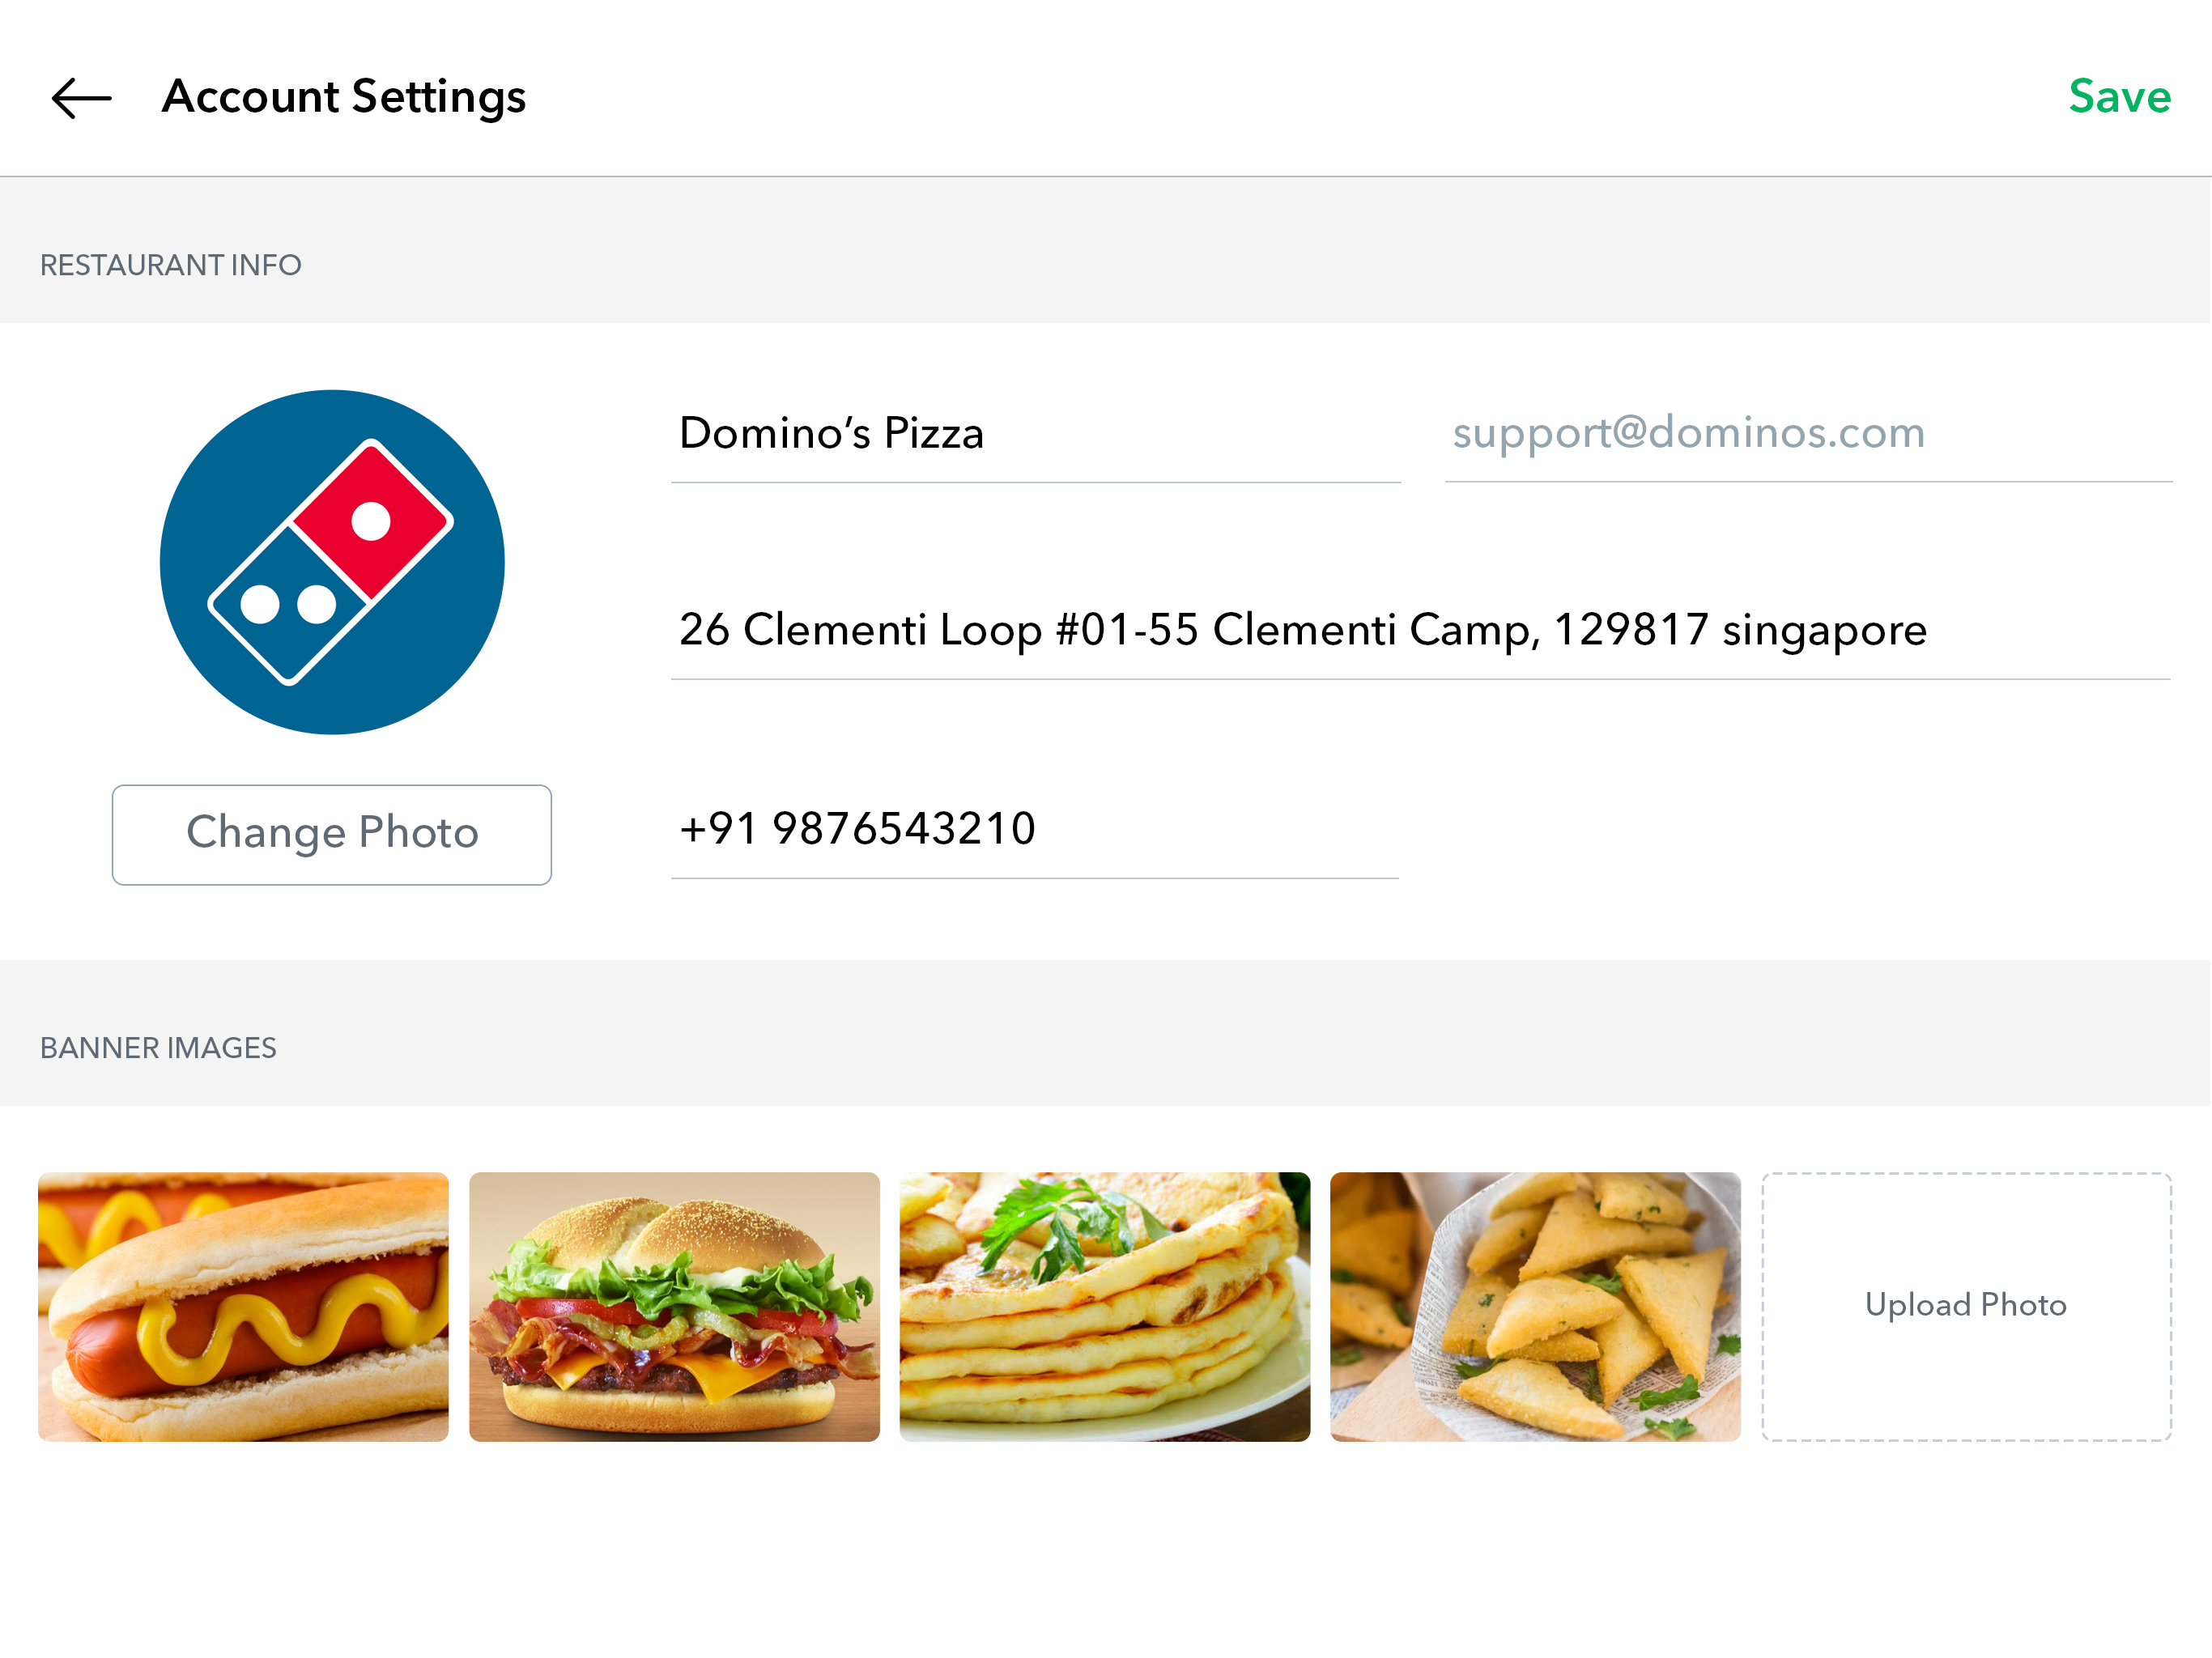 Account Settings
Save
RESTAURANT INFO
Domino’s Pizza
support@dominos.com
26 Clementi Loop #01-55 Clementi Camp, 129817 singapore
Change Photo
+91 9876543210
BANNER IMAGES
Upload Photo